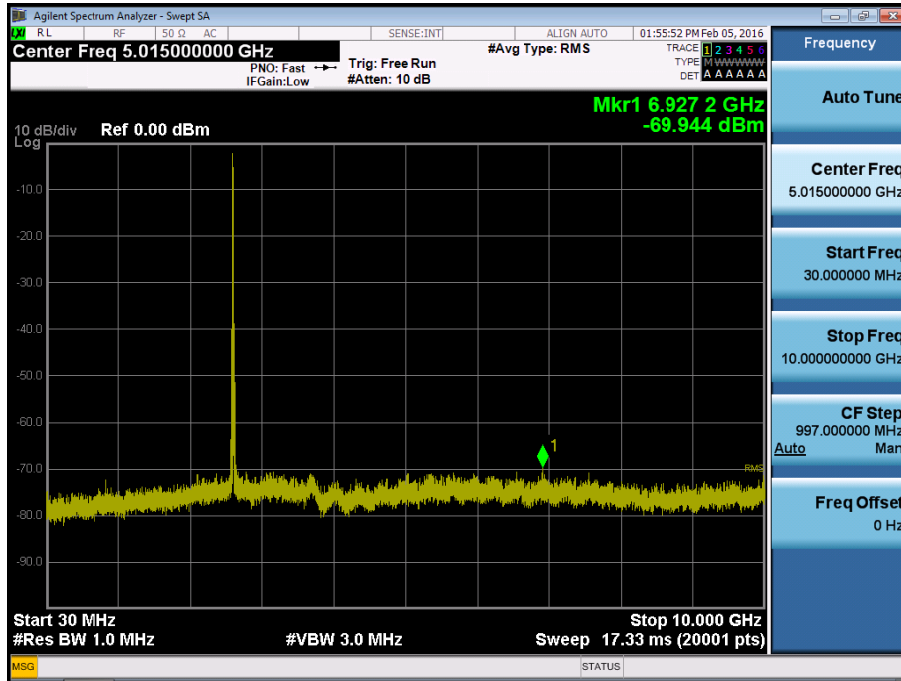 Agilent Spectrum Analyzer - Swept SA
LXI RL RF 50 Ω AC SENSE:INT ALIGN AUTO 01:55:52 PM Feb 05, 2016
Center Freq 5.015000000 GHz
PNO: Fast
IFGain:Low
Trig: Free Run
#Atten: 10 dB
#Avg Type: RMS
TRACE 1 2 3 4 5 6
TYPE M W W W W W
DET A A A A A A
Mkr1 6.927 2 GHz
-69.944 dBm
10 dB/div Ref 0.00 dBm
Log
-10.0
-20.0
-30.0
-40.0
-50.0
-60.0
-70.0
-80.0
-90.0
1
RMS
Start 30 MHz Stop 10.000 GHz
#Res BW 1.0 MHz #VBW 3.0 MHz Sweep 17.33 ms (20001 pts)
MSG STATUS
Frequency
Auto Tune
Center Freq
5.015000000 GHz
Start Freq
30.000000 MHz
Stop Freq
10.000000000 GHz
CF Step
997.000000 MHz
Auto Man
Freq Offset
0 Hz